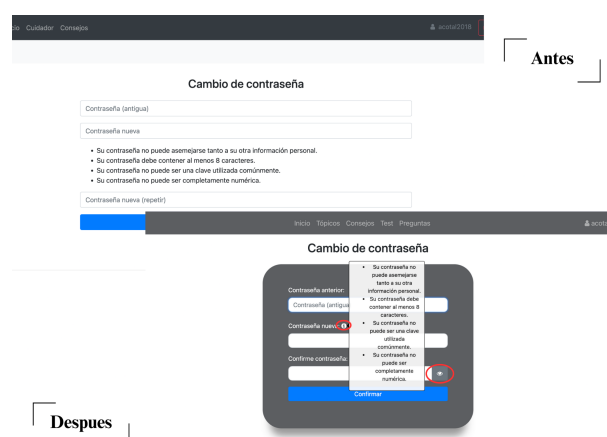 cio Cuidador Consejos
acotal2018
Antes
Cambio de contraseña
Contraseña (antigua)
Contraseña nueva
• Su contraseña no puede asemejarse tanto a su otra información personal.
• Su contraseña debe contener al menos 8 caracteres.
• Su contraseña no puede ser una clave utilizada comúnmente.
• Su contraseña no puede ser completamente numérica.
Contraseña nueva (repetir)
Inicio Tópicos Consejos Test Preguntas
acota
Cambio de contraseña
Contraseña anterior:
Contraseña (antigua
Contraseña nueva:
Confirme contraseña:
• Su contraseña no
puede asemejarse
tanto a su otra
información personal.
• Su contraseña debe
contener al menos 8
caracteres.
• Su contraseña no
puede ser una clave
utilizada
comúnmente.
• Su contraseña no
puede ser
completamente
numérica.
Confirmar
Despues